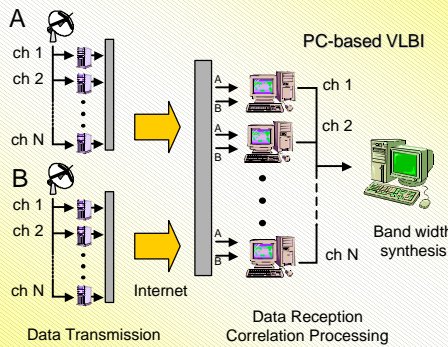 A
PC-based VLBI
ch 1
ch 2
ch N
B
ch 1
ch 2
ch N
Internet
Data Transmission
A
B
ch 1
A
B
ch 2
A
B
ch N
Data Reception
Correlation Processing
Band width
synthesis